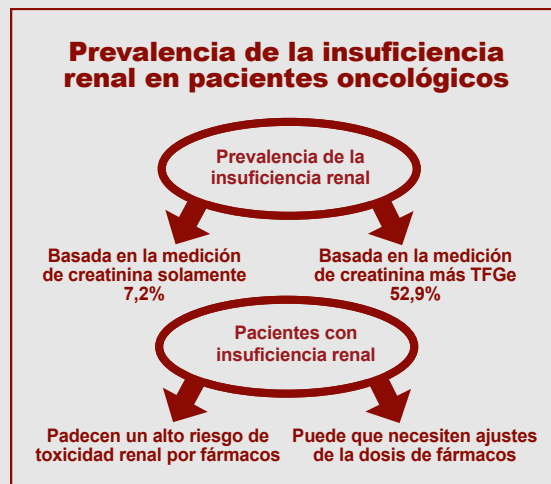 Prevalencia de la insuficiencia
renal en pacientes oncológicos
Prevalencia de la
insuficiencia renal
Basada en la medición
de creatinina solamente
7,2%
Basada en la medición
de creatinina más TFGe
52,9%
Pacientes con
insuficiencia renal
Padecen un alto riesgo de
toxicidad renal por fármacos
Puede que necesiten ajustes
de la dosis de fármacos